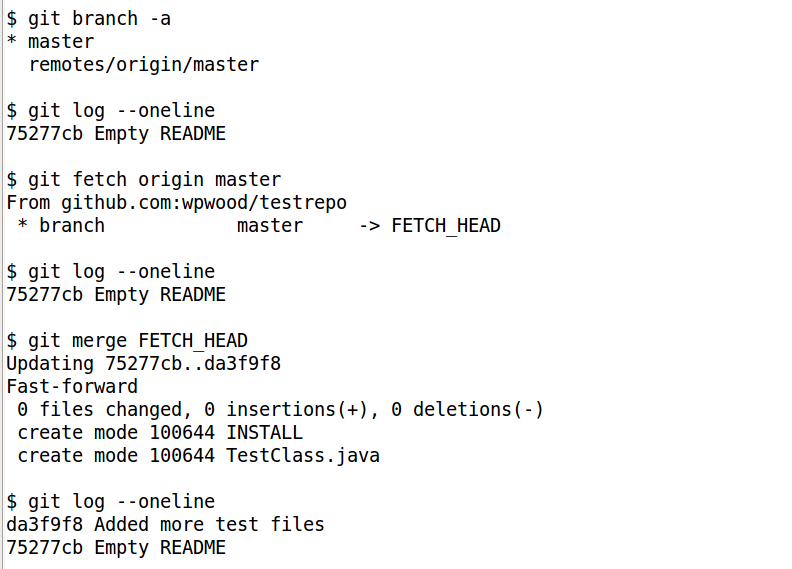 $ git branch -a
* master
  remotes/origin/master

$ git log --oneline
75277cb Empty README

$ git fetch origin master
From github.com:wpwood/testrepo
 * branch            master     -> FETCH_HEAD

$ git log --oneline
75277cb Empty README

$ git merge FETCH_HEAD
Updating 75277cb..da3f9f8
Fast-forward
 0 files changed, 0 insertions(+), 0 deletions(-)
 create mode 100644 INSTALL
 create mode 100644 TestClass.java

$ git log --oneline
da3f9f8 Added more test files
75277cb Empty README